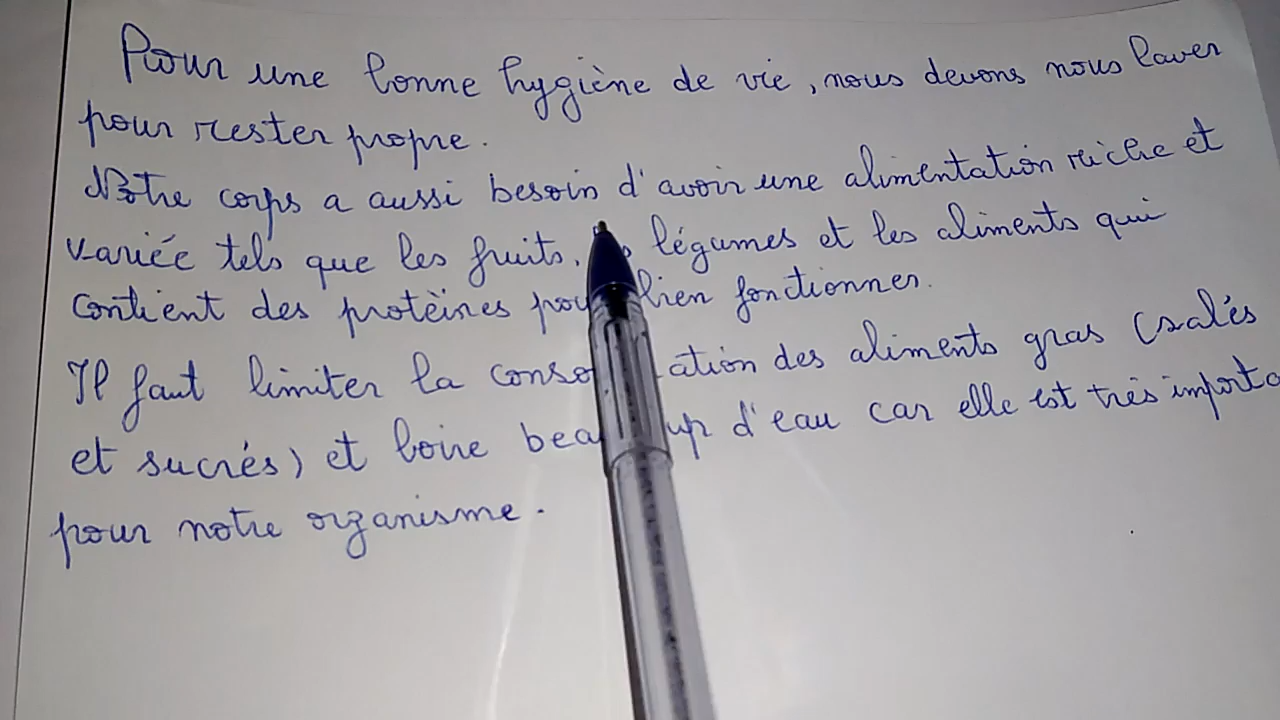 Pour une bonne hygiène de vie, nous devons nous laver
pour rester propre.
Notre corps a aussi besoin d'avoir une alimentation riche et
variée tels que les fruits, légumes et les aliments qui
contient des protèines bien fonctionner.
Il faut limiter la des aliments gras (salés
et sucrés) et boire d'eau car elle est très importa
pour notre organisme.